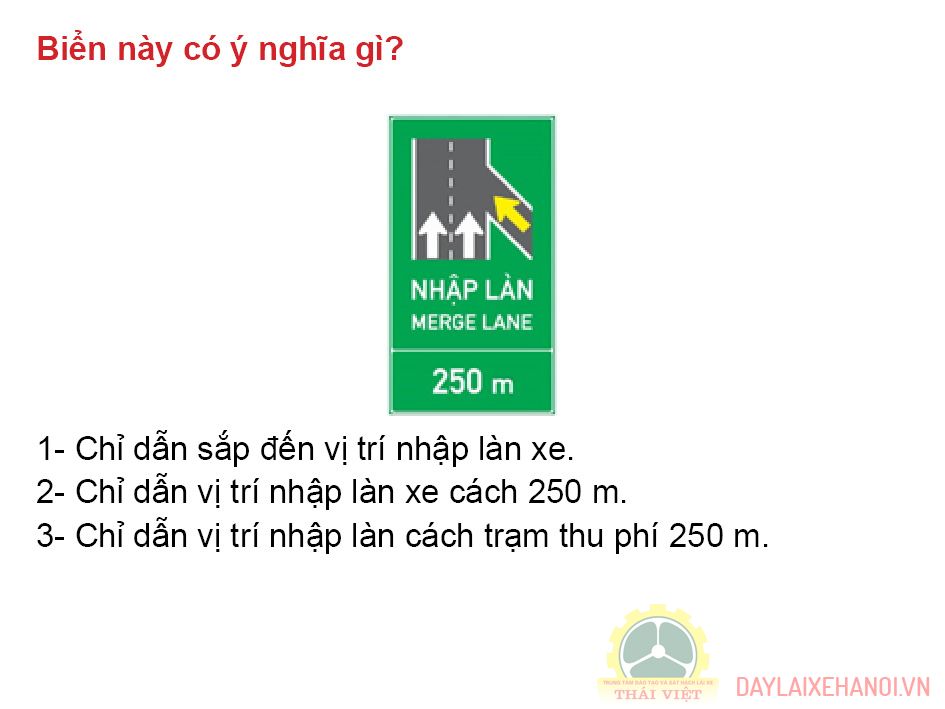 Biển này có ý nghĩa gì?
NHẬP LÀN
MERGE LANE
250 m
1- Chỉ dẫn sắp đến vị trí nhập làn xe.
2- Chỉ dẫn vị trí nhập làn xe cách 250 m.
3- Chỉ dẫn vị trí nhập làn cách trạm thu phí 250 m.
TRUNG TÂM ĐÀO TẠO VÀ SÁT HẠCH LÁI XE
THÁI VIỆT
DAYLAIXEHANOI.VN